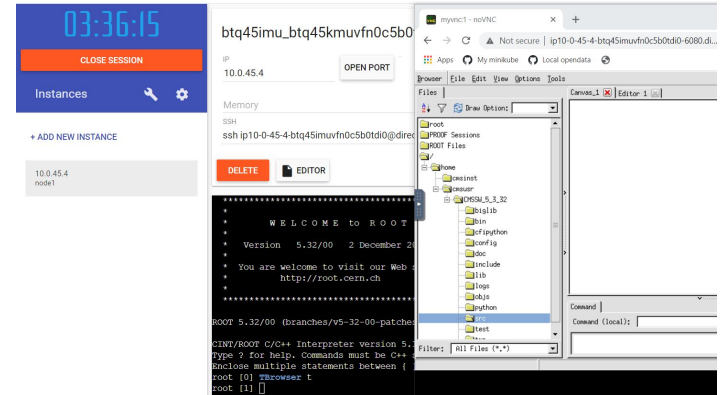 03:36:15
CLOSE SESSION
Instances
+ ADD NEW INSTANCE
10.0.45.4
node1
btq45imu_btq45kmuvfn0c5b0
IP
10.0.45.4
OPEN PORT
Memory
SSH
ssh ip10-0-45-4-btq45imuvfn0c5b0tdi0@direc
DELETE
EDITOR
*******************************************
*
* W E L C O M E to R O O T
*
* Version 5.32/00 2 December 20
*
* You are welcome to visit our Web
* http://root.cern.ch
*
*******************************************
ROOT 5.32/00 (branches/v5-32-00-patches
CINT/ROOT C/C++ Interpreter version 5.
Type ? for help. Commands must be C++
Enclose multiple statements between {
root [0] TBrowser t
root [1]
myvnc:1 - noVNC
Not secure | ip10-0-45-4-btq45imuvfn0c5b0tdi0-6080.di...
Apps My minikube Local opendata
Browser File Edit View Options Tools
Files
Draw Option:
root
PROOF Sessions
ROOT Files
/
home
cmsinst
cmsusr
CMSSW_5_3_32
biglib
bin
cfipython
config
doc
include
lib
logs
objs
python
src
test
Filter: All Files (*.*)
Canvas_1 Editor 1
Command
Command (local):